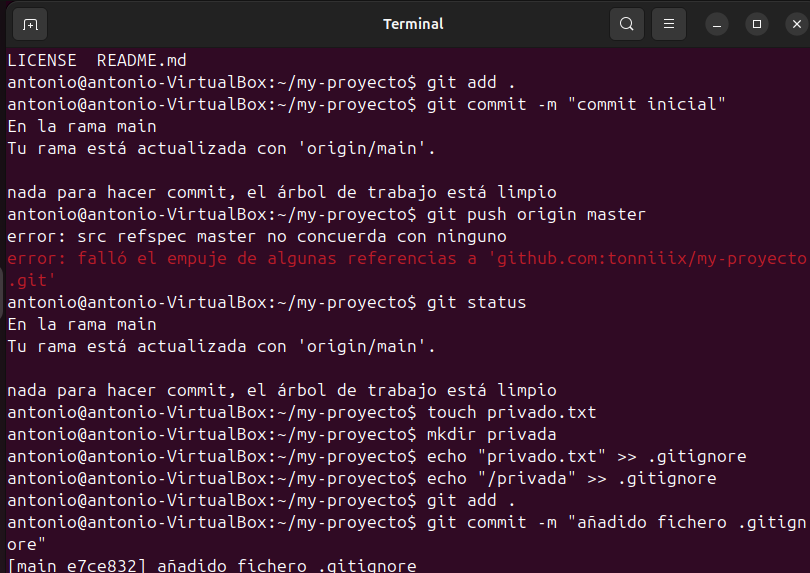 Terminal
LICENSE  README.md
antonio@antonio-VirtualBox:~/my-proyecto$ git add .
antonio@antonio-VirtualBox:~/my-proyecto$ git commit -m "commit inicial"
En la rama main
Tu rama está actualizada con 'origin/main'.
nada para hacer commit, el árbol de trabajo está limpio
antonio@antonio-VirtualBox:~/my-proyecto$ git push origin master
error: src refspec master no concuerda con ninguno
error: falló el empuje de algunas referencias a 'github.com:tonniiix/my-proyecto
.git'
antonio@antonio-VirtualBox:~/my-proyecto$ git status
En la rama main
Tu rama está actualizada con 'origin/main'.
nada para hacer commit, el árbol de trabajo está limpio
antonio@antonio-VirtualBox:~/my-proyecto$ touch privado.txt
antonio@antonio-VirtualBox:~/my-proyecto$ mkdir privada
antonio@antonio-VirtualBox:~/my-proyecto$ echo "privado.txt" >> .gitignore
antonio@antonio-VirtualBox:~/my-proyecto$ echo "/privada" >> .gitignore
antonio@antonio-VirtualBox:~/my-proyecto$ git add .
antonio@antonio-VirtualBox:~/my-proyecto$ git commit -m "añadido fichero .gitign
ore"
[main e7ce832] añadido fichero .gitignore